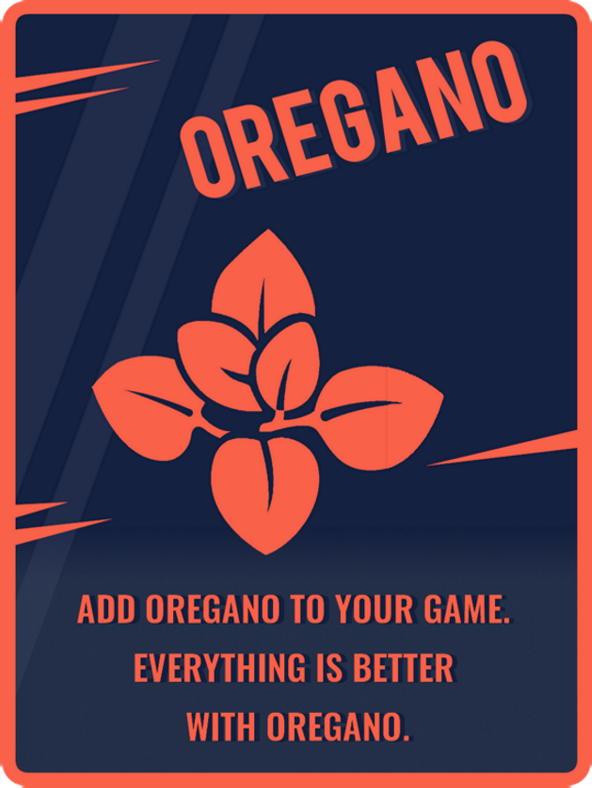 OREGANO
ADD OREGANO TO YOUR GAME.
EVERYTHING IS BETTER
WITH OREGANO.